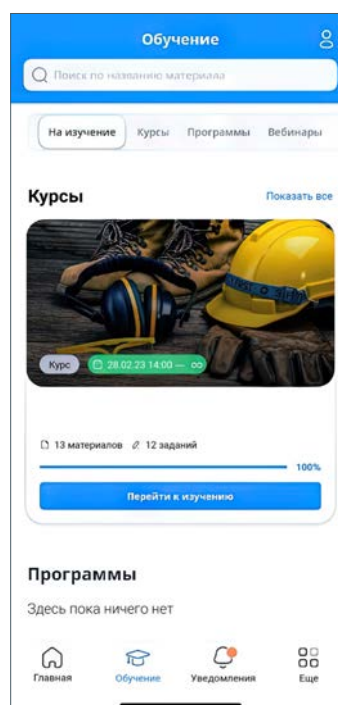 Обучение
Поиск по названию материала
На изучение Курсы Программы Вебинары
Курсы Показать все
Курс 28.02.23 14:00 — ∞
13 материалов 12 заданий
100%
Перейти к изучению
Программы
Здесь пока ничего нет
Главная Обучение Уведомления Еще